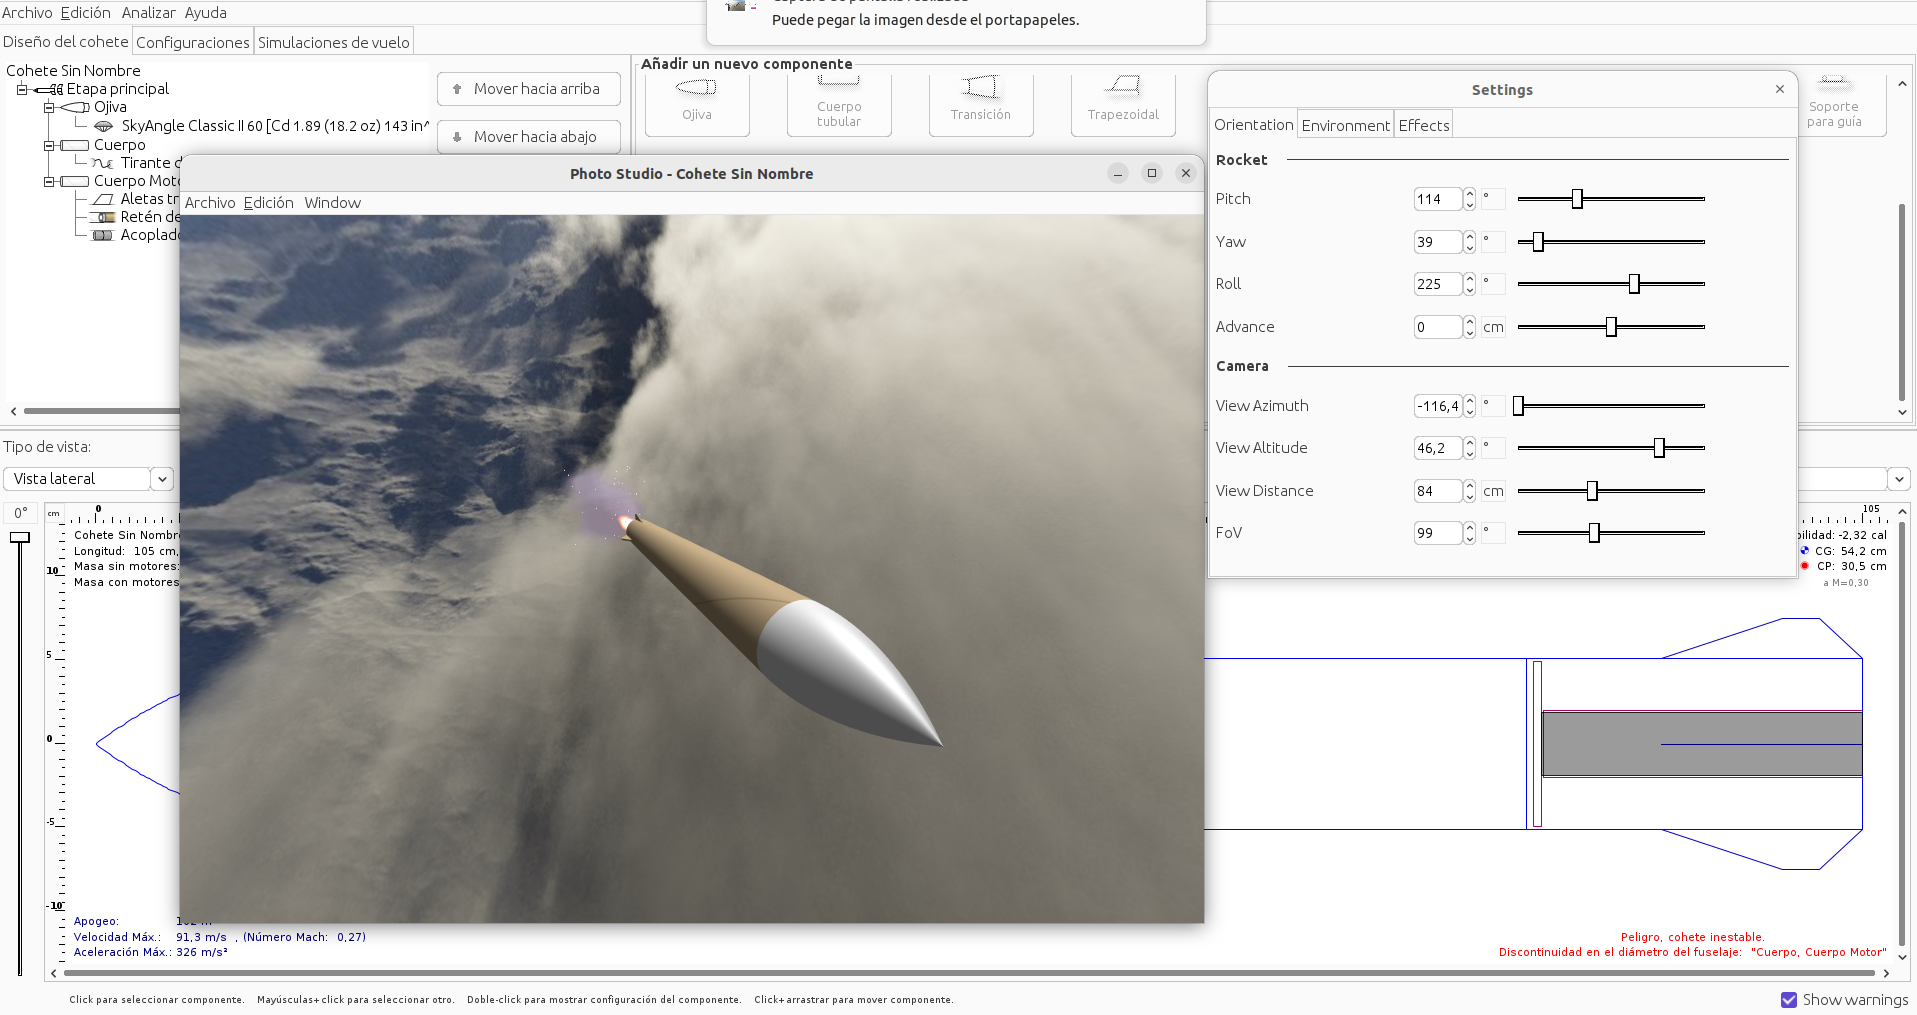 Archivo Edición Analizar Ayuda
Puede pegar la imagen desde el portapapeles.
Diseño del cohete Configuraciones Simulaciones de vuelo
Cohete Sin Nombre
Etapa principal
Ojiva
SkyAngle Classic II 60 [Cd 1.89 (18.2 oz) 143 in^
Cuerpo
Tirante d
Cuerpo Moto
Aletas tr
Retén de
Acoplado
Mover hacia arriba
Mover hacia abajo
Añadir un nuevo componente
Ojiva
Cuerpo tubular
Transición
Trapezoidal
Soporte para guía
Settings
Orientation Environment Effects
Rocket
Pitch 114 °
Yaw 39 °
Roll 225 °
Advance 0 cm
Camera
View Azimuth -116,4 °
View Altitude 46,2 °
View Distance 84 cm
FoV 99 °
Photo Studio - Cohete Sin Nombre
Archivo Edición Window
Tipo de vista:
Vista lateral
0°
cm
0
105
10
5
0
-5
-10
Cohete Sin Nombre
Longitud: 105 cm,
Masa sin motores:
Masa con motores
bilidad: -2,32 cal
CG: 54,2 cm
CP: 30,5 cm
a M=0,30
Apogeo:
Velocidad Máx.: 91,3 m/s , (Número Mach: 0,27)
Aceleración Máx.: 326 m/s²
Peligro, cohete inestable.
Discontinuidad en el diámetro del fuselaje: "Cuerpo, Cuerpo Motor"
Click para seleccionar componente. Mayúsculas+click para seleccionar otro. Doble-click para mostrar configuración del componente. Click+arrastrar para mover componente.
Show warnings